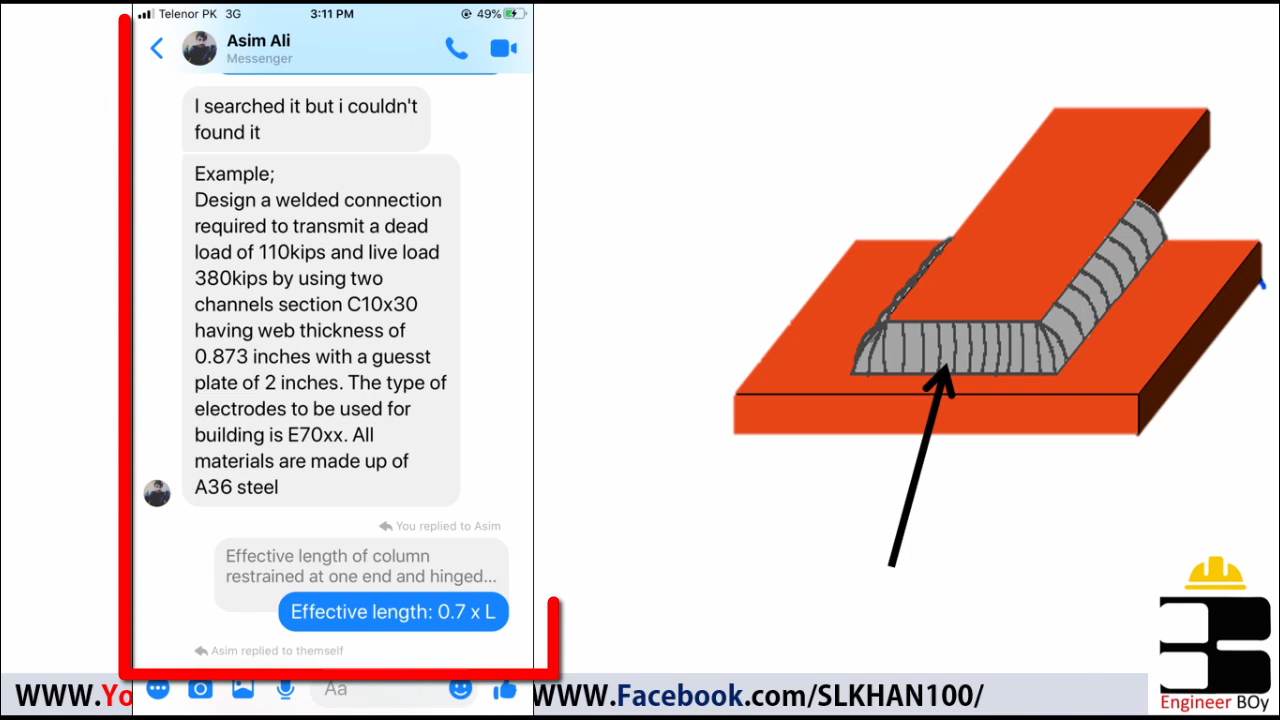 Telenor PK 3G 3:11 PM 49%
Asim Ali
Messenger
I searched it but i couldn't
found it
Example;
Design a welded connection
required to transmit a dead
load of 110kips and live load
380kips by using two
channels section C10x30
having web thickness of
0.873 inches with a guesst
plate of 2 inches. The type of
electrodes to be used for
building is E70xx. All
materials are made up of
A36 steel
You replied to Asim
Effective length of column
restrained at one end and hinged...
Effective length: 0.7 x L
Asim replied to themself
Aa
WWW.Yo WWW.Facebook.com/SLKHAN100/
Engineer BOy